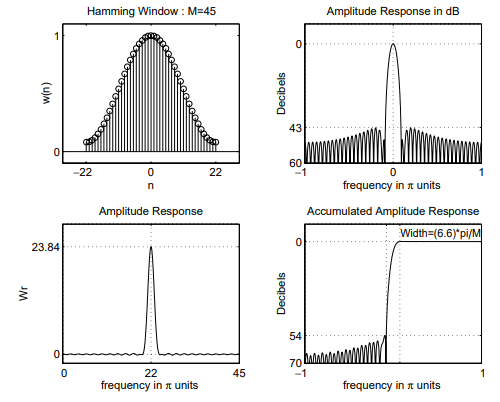 Hamming Window : M=45
1
w(n)
0
−22
0
22
n
Amplitude Response in dB
0
Decibels
43
60
−1
0
1
frequency in π units
Amplitude Response
23.84
Wr
0
0
22
45
frequency in π units
Accumulated Amplitude Response
Width=(6.6)*pi/M
0
Decibels
54
70
−1
1
frequency in π units